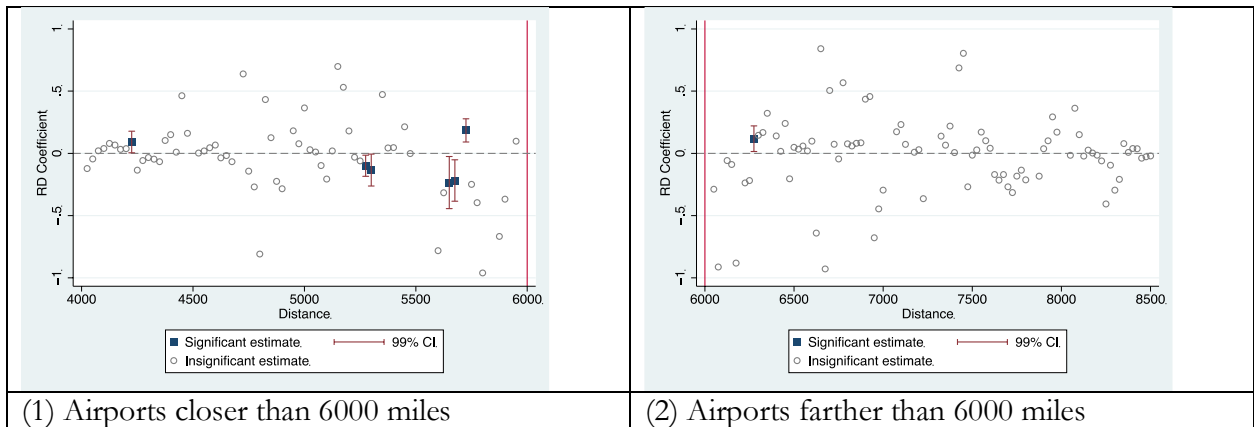 1.
.5.
0.
-.5.
-1.
RD Coefficient
4000 4500 5000 5500 6000.
Distance.
Significant estimate. 99% CI.
Insignificant estimate.
(1) Airports closer than 6000 miles
1.
.5.
0.
-.5.
-1.
RD Coefficient
6000 6500 7000 7500 8000 8500.
Distance.
Significant estimate. 99% CI.
Insignificant estimate.
(2) Airports farther than 6000 miles